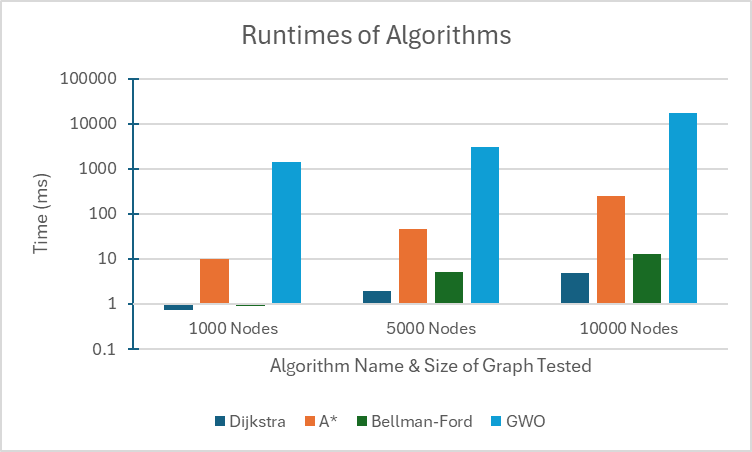 Runtimes of Algorithms
100000
10000
1000
100
10
1
0.1
Time (ms)
1000 Nodes 5000 Nodes 10000 Nodes
Algorithm Name & Size of Graph Tested
Dijkstra A* Bellman-Ford GWO